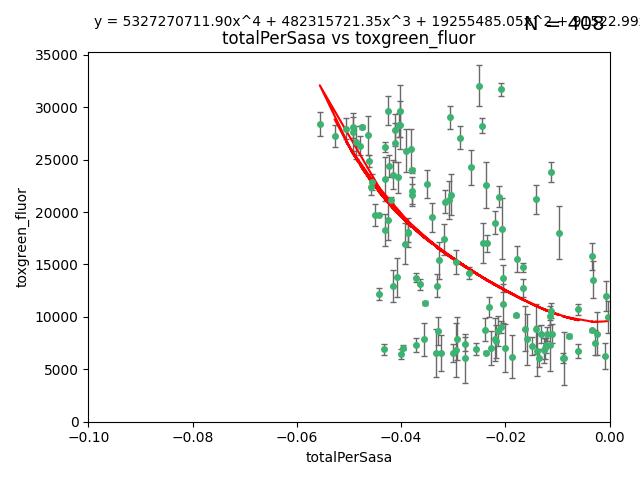 y = 5327270711.90x^4 + 482315721.35x^3 + 19255485.05x^2 +
N = 408
totalPerSasa vs toxgreen_fluor
35000
30000
25000
20000
15000
10000
5000
0
toxgreen_fluor
−0.10 −0.08 −0.06 −0.04 −0.02 0.00
totalPerSasa